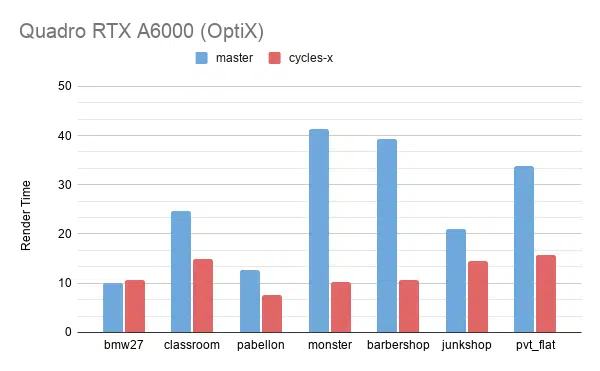 Quadro RTX A6000 (OptiX)
master cycles-x
50
40
30
20
10
0
Render Time
bmw27 classroom pabellon monster barbershop junkshop pvt_flat